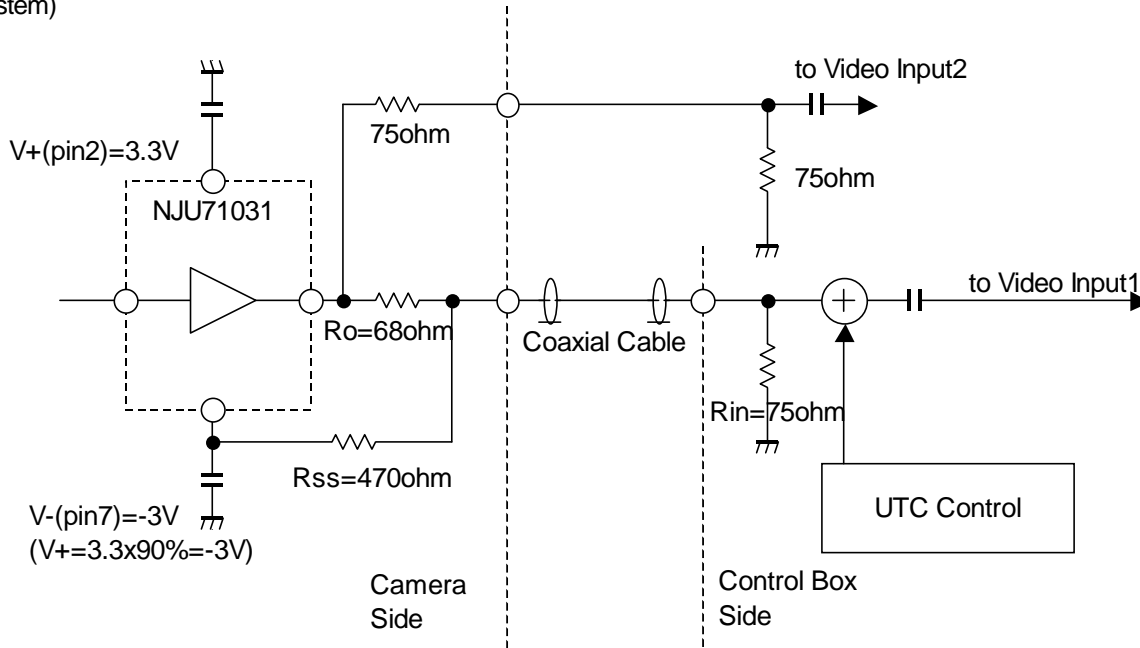 stem)
to Video Input2
75ohm
V+(pin2)=3.3V
75ohm
NJU71031
to Video Input1
+
Ro=68ohm
Coaxial Cable
Rin=75ohm
Rss=470ohm
UTC Control
V-(pin7)=-3V
(V+=3.3x90%=-3V)
Camera
Side
Control Box
Side